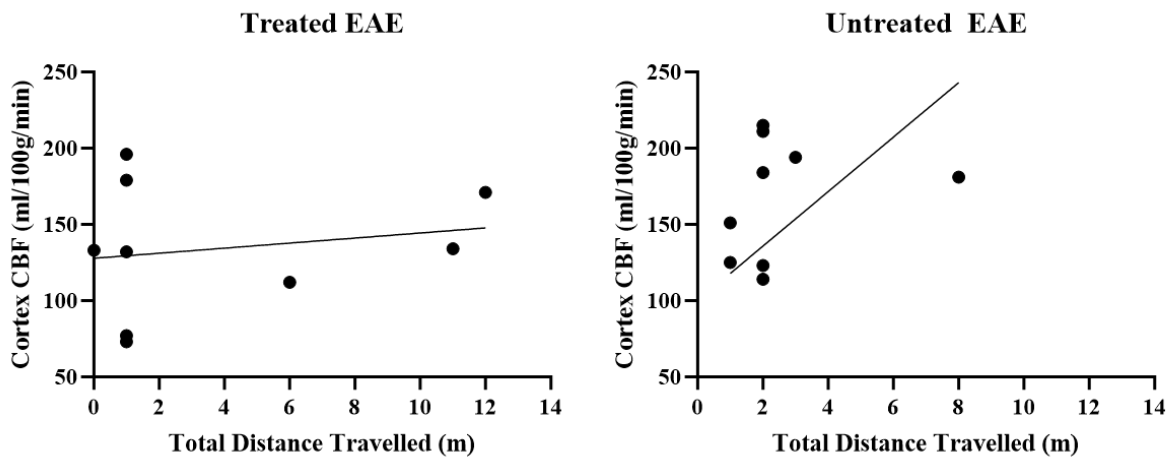 Treated EAE
Cortex CBF (ml/100g/min)
250
200
150
100
50
0 2 4 6 8 10 12 14
Total Distance Travelled (m)
Untreated EAE
Cortex CBF (ml/100g/min)
250
200
150
100
50
0 2 4 6 8 10 12 14
Total Distance Travelled (m)